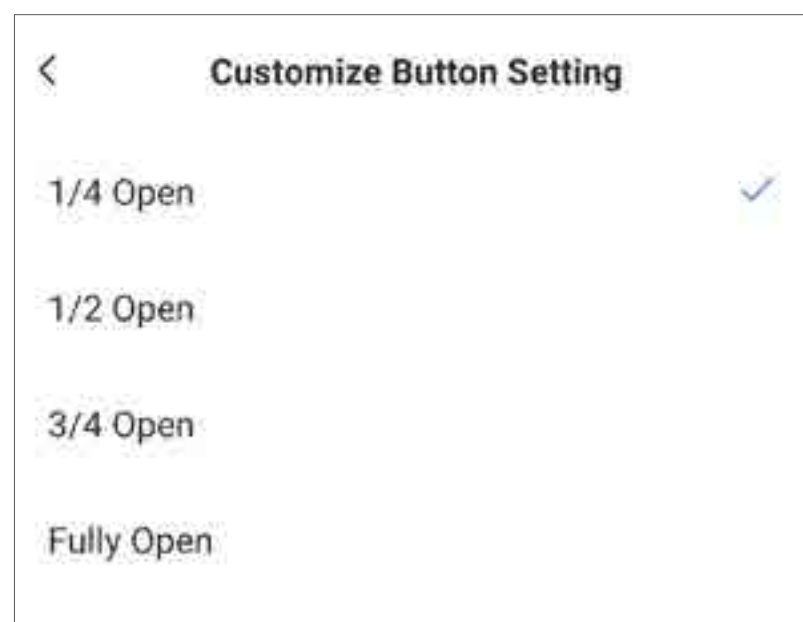 Customize Button Setting
1/4 Open
1/2 Open
3/4 Open
Fully Open